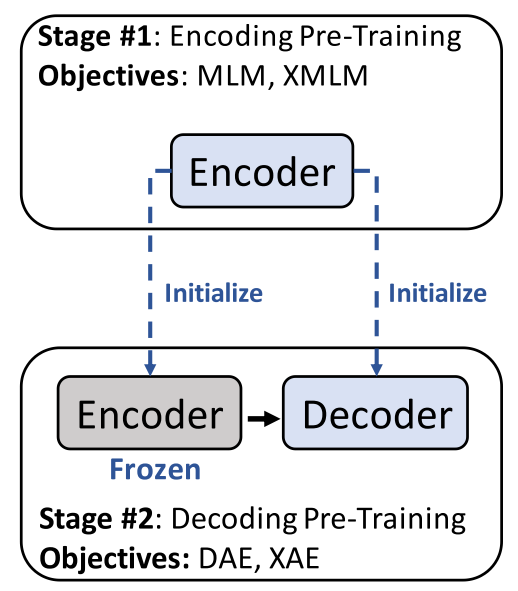 Stage #1: Encoding Pre-Training
Objectives: MLM, XMLM
Encoder
Initialize
Initialize
Encoder
Decoder
Frozen
Stage #2: Decoding Pre-Training
Objectives: DAE, XAE